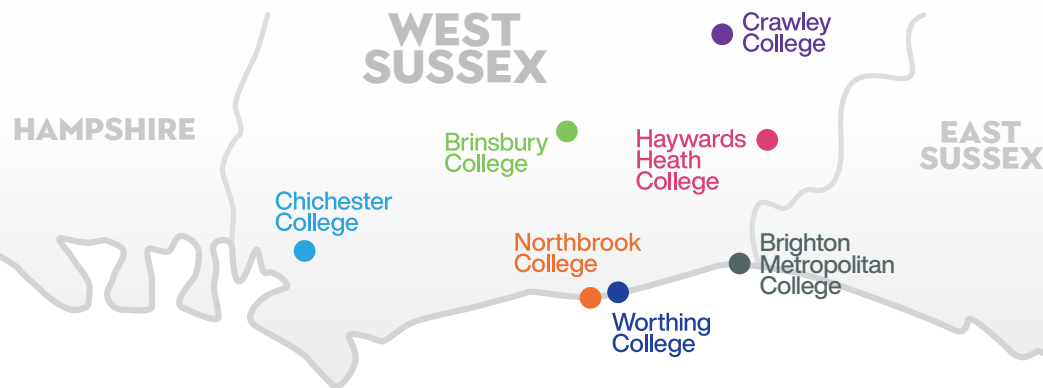 WEST
SUSSEX
Crawley
College
HAMPSHIRE
Brinsbury
College
Haywards
Heath
College
EAST
SUSSEX
Chichester
College
Northbrook
College
Brighton
Metropolitan
College
Worthing
College